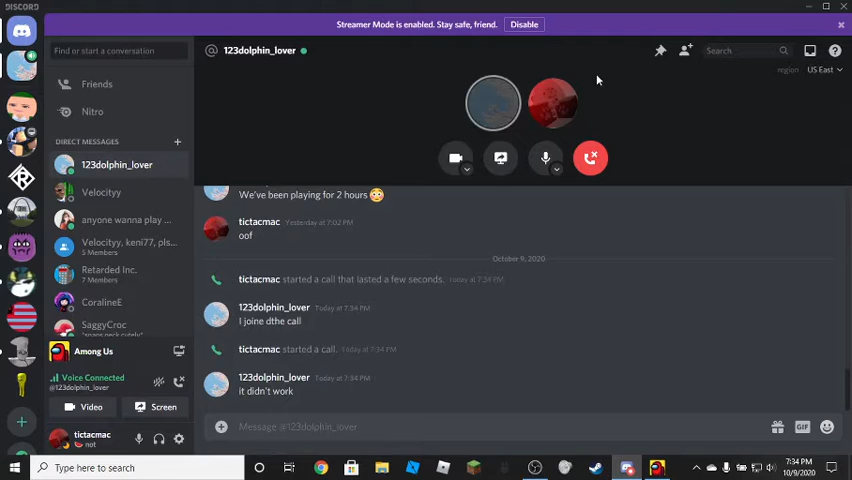 DISCORD
Streamer Mode is enabled. Stay safe, friend. Disable
Find or start a conversation
@ 123dolphin_lover
Search
region US East
Friends
Nitro
DIRECT MESSAGES +
123dolphin_lover
Velocityy
anyone wanna play ...
Velocityy, keni77, pls...
5 Members
Retarded Inc.
7 Members
CoralineE
SaggyCroc
We've been playing for 2 hours 😳
tictacmac Yesterday at 7:02 PM
oof
October 9, 2020
tictacmac started a call that lasted a few seconds. Today at 7:34 PM
123dolphin_lover Today at 7:34 PM
I joine dthe call
tictacmac started a call. Today at 7:34 PM
123dolphin_lover Today at 7:34 PM
it didn't work
Among Us
Voice Connected
@123dolphin_lover
Video
Screen
tictacmac
🍉 not
Message @123dolphin_lover
GIF
Type here to search
7:34 PM
10/9/2020